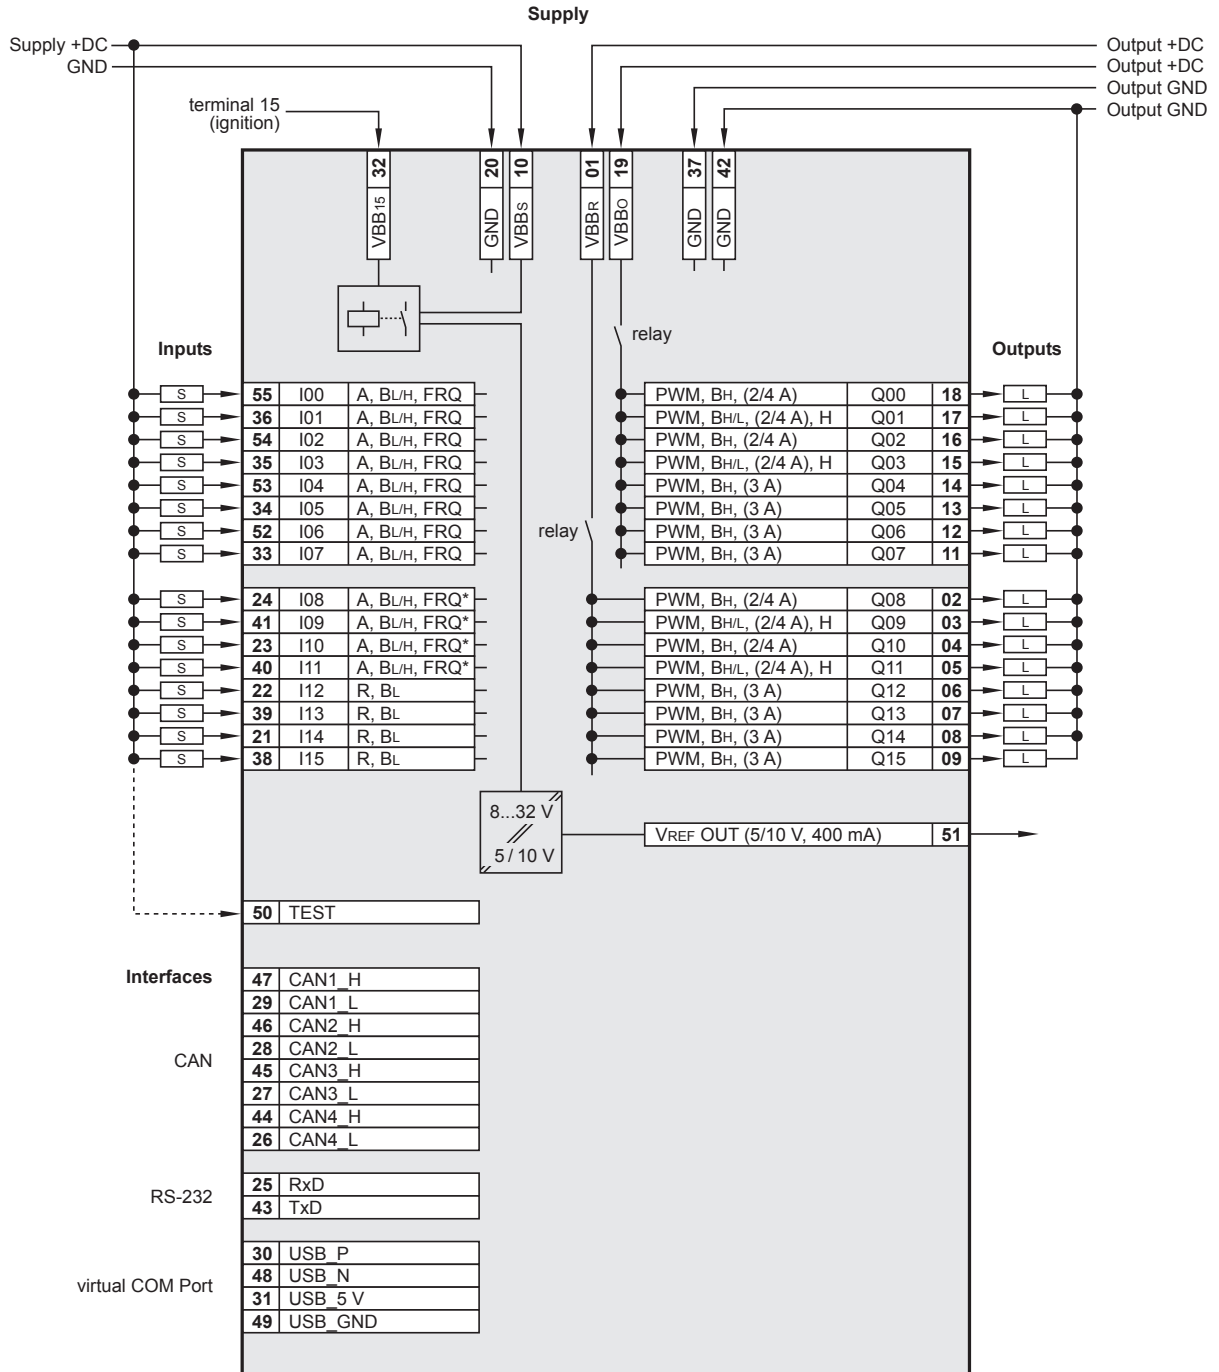 Supply
Supply +DC
Output +DC
GND
Output +DC
Output GND
terminal 15
(ignition)
Output GND
32 VBB15
20 GND
10 VBBS
01 VBBR
19 VBBO
37 GND
42 GND
relay
Inputs
Outputs
S 55 I00 A, BL/H, FRQ PWM, BH, (2/4 A) Q00 18 L
S 36 I01 A, BL/H, FRQ PWM, BH/L, (2/4 A), H Q01 17 L
S 54 I02 A, BL/H, FRQ PWM, BH, (2/4 A) Q02 16 L
S 35 I03 A, BL/H, FRQ PWM, BH/L, (2/4 A), H Q03 15 L
S 53 I04 A, BL/H, FRQ PWM, BH, (3 A) Q04 14 L
S 34 I05 A, BL/H, FRQ PWM, BH, (3 A) Q05 13 L
S 52 I06 A, BL/H, FRQ relay PWM, BH, (3 A) Q06 12 L
S 33 I07 A, BL/H, FRQ PWM, BH, (3 A) Q07 11 L
S 24 I08 A, BL/H, FRQ* PWM, BH, (2/4 A) Q08 02 L
S 41 I09 A, BL/H, FRQ* PWM, BH/L, (2/4 A), H Q09 03 L
S 23 I10 A, BL/H, FRQ* PWM, BH, (2/4 A) Q10 04 L
S 40 I11 A, BL/H, FRQ* PWM, BH/L, (2/4 A), H Q11 05 L
S 22 I12 R, BL PWM, BH, (3 A) Q12 06 L
S 39 I13 R, BL PWM, BH, (3 A) Q13 07 L
S 21 I14 R, BL PWM, BH, (3 A) Q14 08 L
S 38 I15 R, BL PWM, BH, (3 A) Q15 09 L
8...32 V
5 / 10 V
VREF OUT (5/10 V, 400 mA) 51
50 TEST
Interfaces
47 CAN1_H
29 CAN1_L
46 CAN2_H
28 CAN2_L
CAN
45 CAN3_H
27 CAN3_L
44 CAN4_H
26 CAN4_L
RS-232
25 RxD
43 TxD
virtual COM Port
30 USB_P
48 USB_N
31 USB_5 V
49 USB_GND